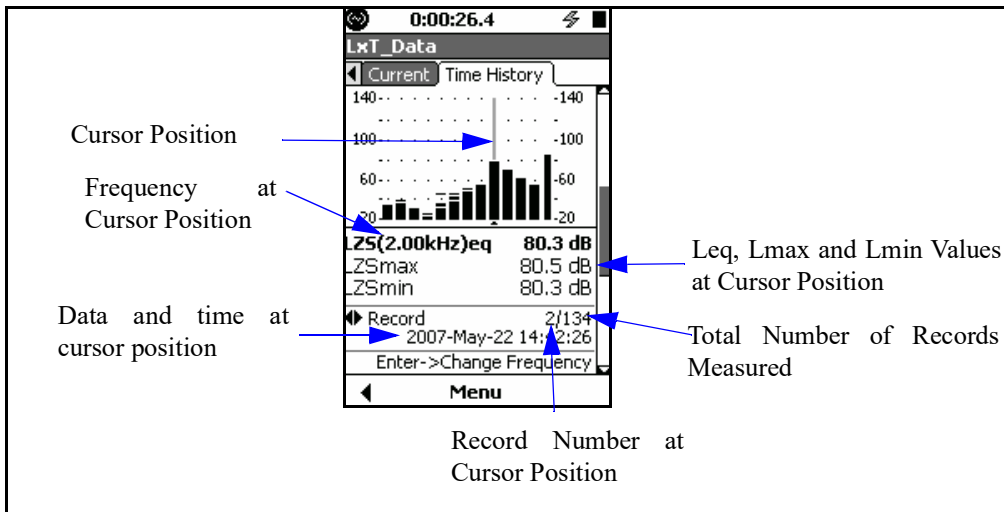 0:00:26.4
LxT_Data
Current Time History
140 -140
100 -100
60 -60
20 -20
LZS(2.00kHz)eq 80.3 dB
LZSmax 80.5 dB
LZSmin 80.3 dB
Record 2/134
2007-May-22
Enter->Change Frequency
Menu
Cursor Position
Frequency at
Cursor Position
Data and time at
cursor position
Leq, Lmax and Lmin Values
at Cursor Position
Total Number of Records
Measured
Record Number at
Cursor Position